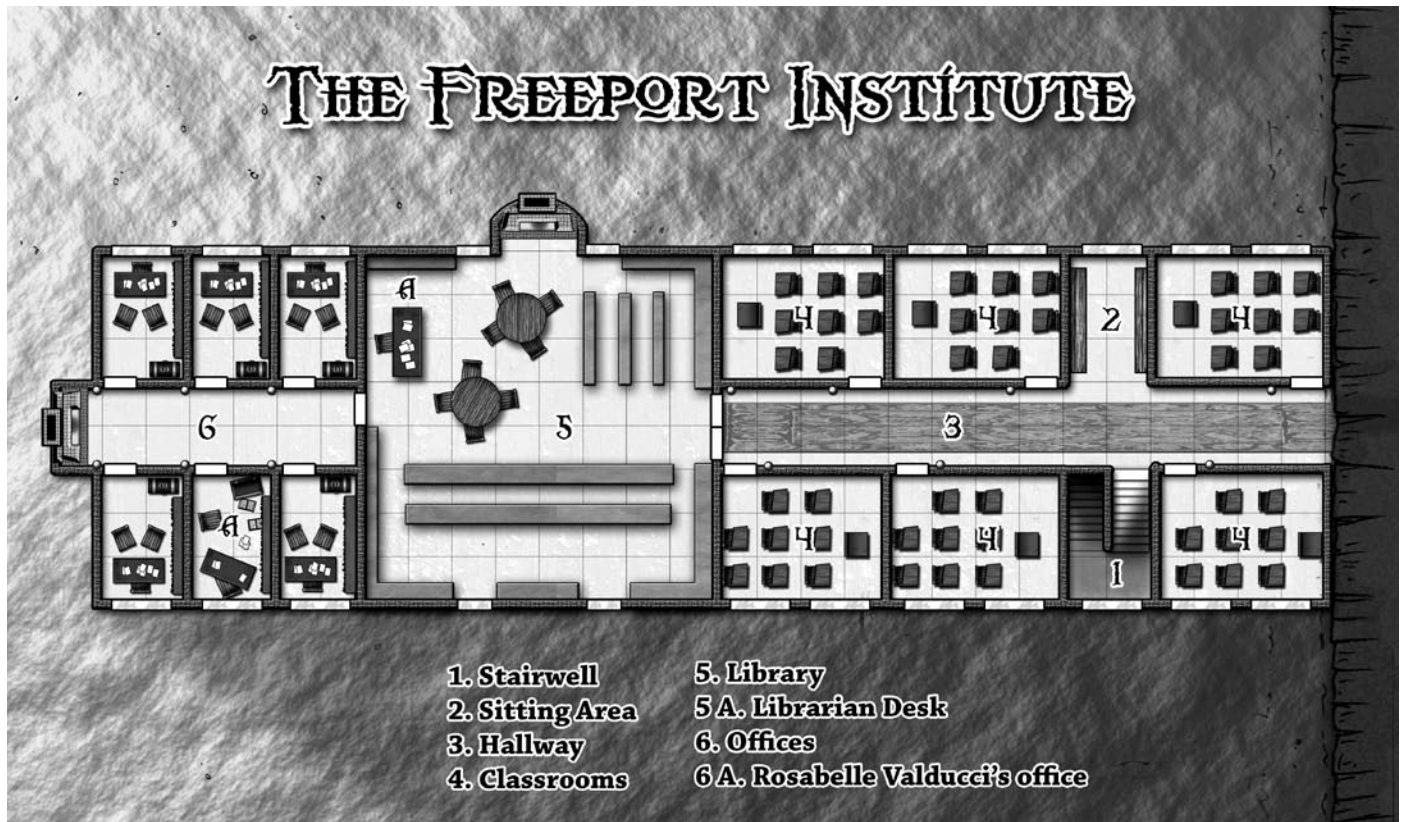 The Freeport Institute
A
4
4
2
4
6
5
3
A
4
4
4
1
1. Stairwell
2. Sitting Area
3. Hallway
4. Classrooms
5. Library
5 A. Librarian Desk
6. Offices
6 A. Rosabelle Valducci's office